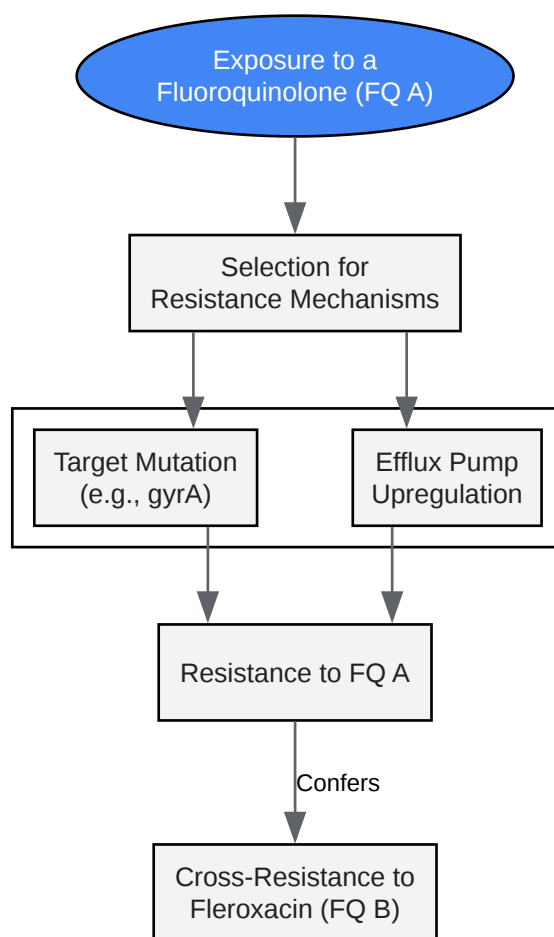 Exposure to a
Fluoroquinolone (FQ A)
Selection for
Resistance Mechanisms
Target Mutation
(e.g., gyrA)
Efflux Pump
Upregulation
Resistance to FQ A
Confers
Cross-Resistance to
Fleroxacin (FQ B)